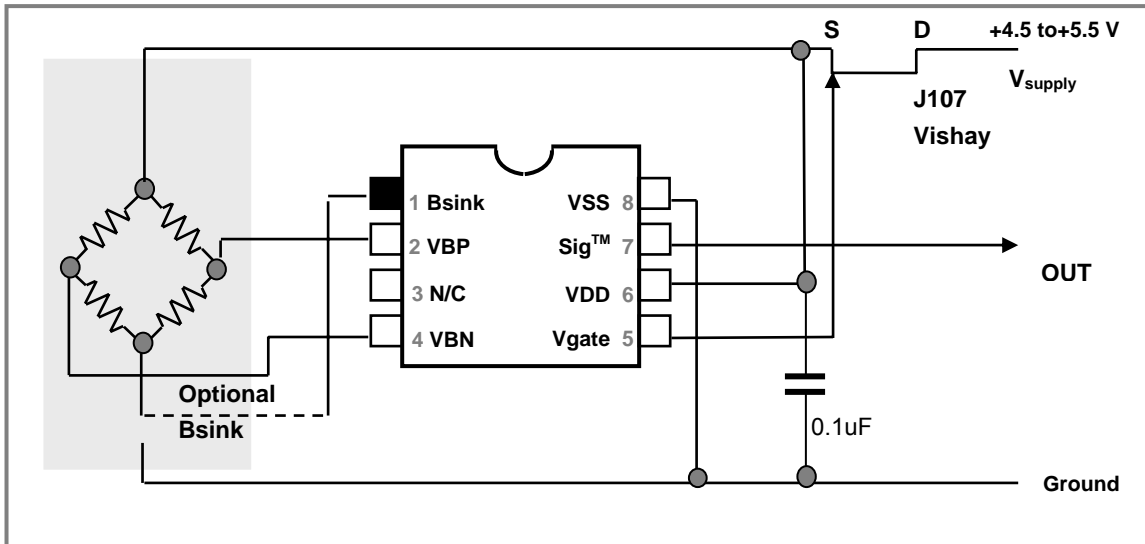 S D +4.5 to+5.5 V
Vsupply
J107
Vishay
1 Bsink VSS 8
2 VBP Sig™ 7
3 N/C VDD 6
4 VBN Vgate 5
OUT
Optional
Bsink
0.1uF
Ground